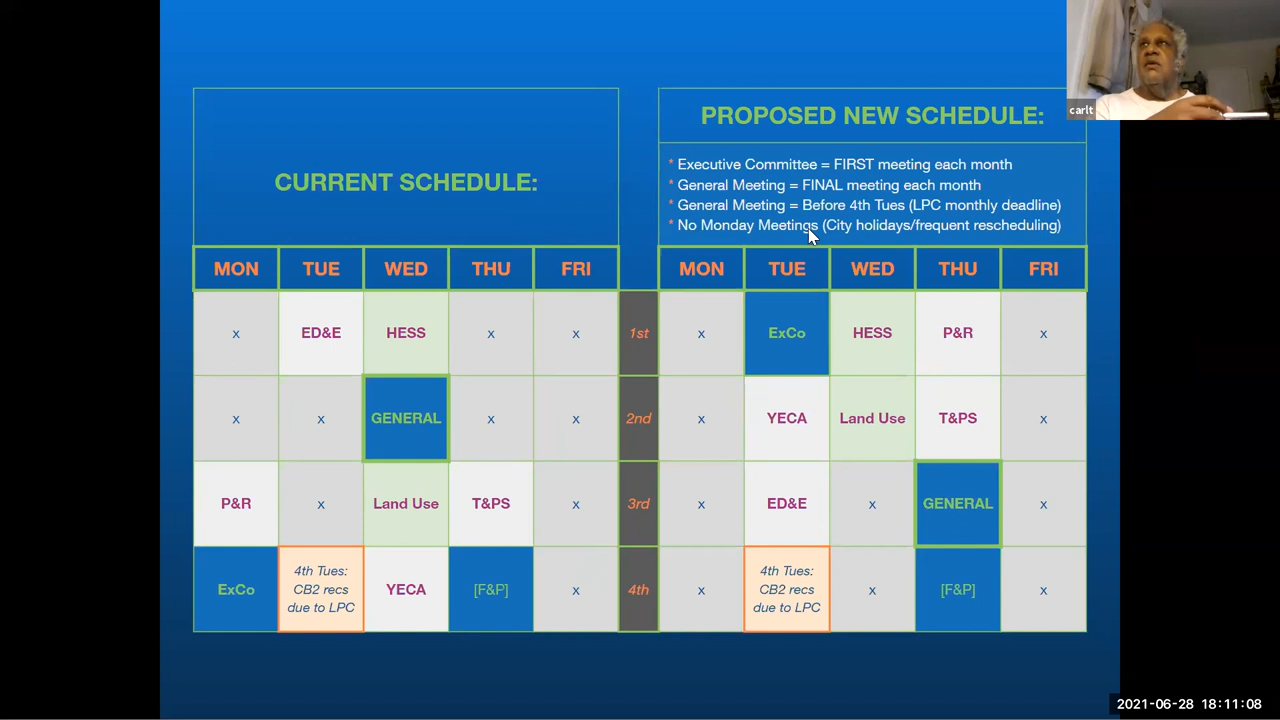 carlt
CURRENT SCHEDULE:
PROPOSED NEW SCHEDULE:
* Executive Committee = FIRST meeting each month
* General Meeting = FINAL meeting each month
* General Meeting = Before 4th Tues (LPC monthly deadline)
* No Monday Meetings (City holidays/frequent rescheduling)
MON TUE WED THU FRI MON TUE WED THU FRI
x ED&E HESS x x 1st x ExCo HESS P&R x
x x GENERAL x x 2nd x YECA Land Use T&PS x
P&R x Land Use T&PS x 3rd x ED&E x GENERAL x
ExCo 4th Tues: YECA [F&P] x 4th x 4th Tues: x [F&P] x
CB2 recs CB2 recs
due to LPC due to LPC
2021-06-28 18:11:08